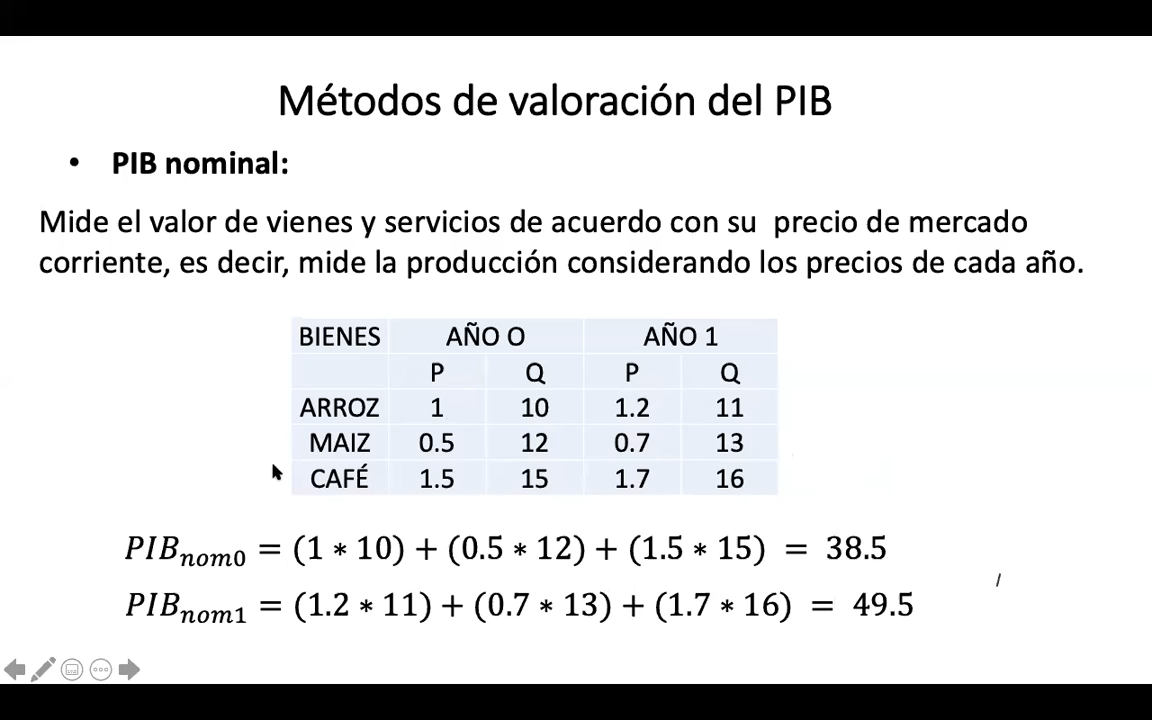 Métodos de valoración del PIB
• PIB nominal:
Mide el valor de vienes y servicios de acuerdo con su precio de mercado
corriente, es decir, mide la producción considerando los precios de cada año.
BIENES AÑO O AÑO 1
P Q P Q
ARROZ 1 10 1.2 11
MAIZ 0.5 12 0.7 13
CAFÉ 1.5 15 1.7 16
PIB_nom0 = (1 ∗ 10) + (0.5 ∗ 12) + (1.5 ∗ 15) = 38.5
PIB_nom1 = (1.2 ∗ 11) + (0.7 ∗ 13) + (1.7 ∗ 16) = 49.5